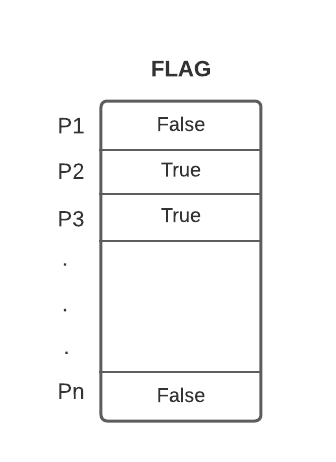 FLAG
P1 False
P2 True
P3 True
.
.
.
Pn False